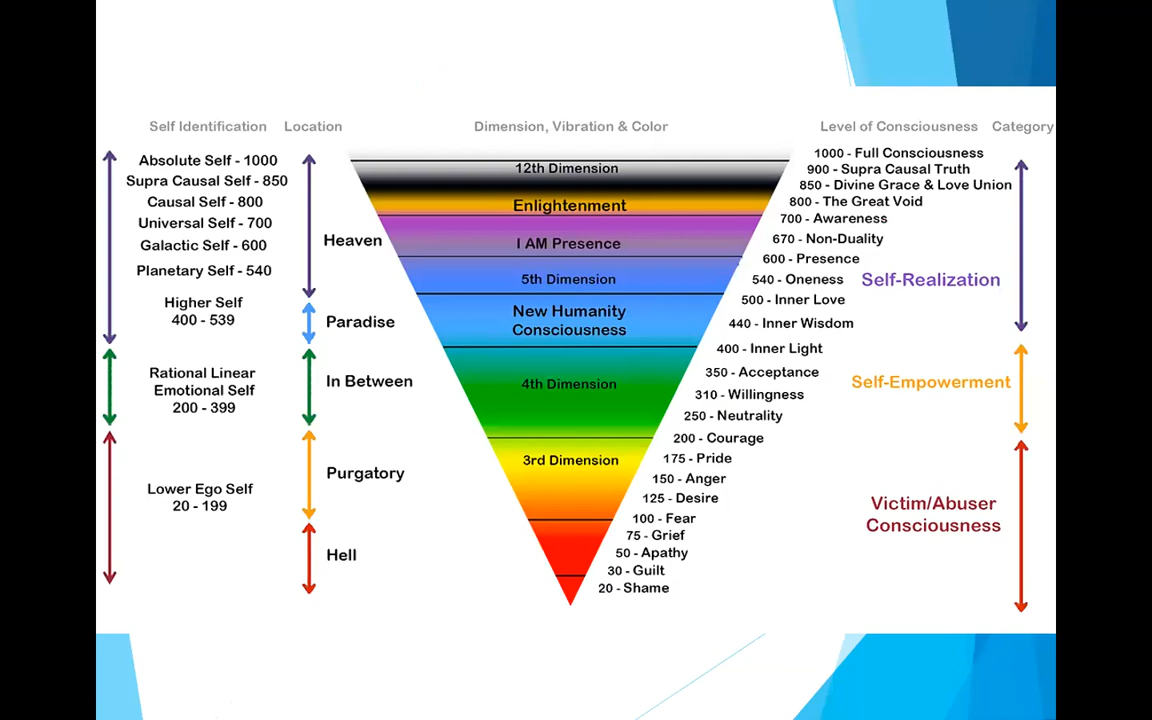 Self Identification
Location
Dimension, Vibration & Color
Level of Consciousness
Category
Absolute Self - 1000
Supra Causal Self - 850
Causal Self - 800
Universal Self - 700
Galactic Self - 600
Planetary Self - 540
Higher Self
400 - 539
Rational Linear
Emotional Self
200 - 399
Lower Ego Self
20 - 199
Heaven
Paradise
In Between
Purgatory
Hell
12th Dimension
Enlightenment
I AM Presence
5th Dimension
New Humanity
Consciousness
4th Dimension
3rd Dimension
1000 - Full Consciousness
900 - Supra Causal Truth
850 - Divine Grace & Love Union
800 - The Great Void
700 - Awareness
670 - Non-Duality
600 - Presence
540 - Oneness
500 - Inner Love
440 - Inner Wisdom
400 - Inner Light
350 - Acceptance
310 - Willingness
250 - Neutrality
200 - Courage
175 - Pride
150 - Anger
125 - Desire
100 - Fear
75 - Grief
50 - Apathy
30 - Guilt
20 - Shame
Self-Realization
Self-Empowerment
Victim/Abuser
Consciousness